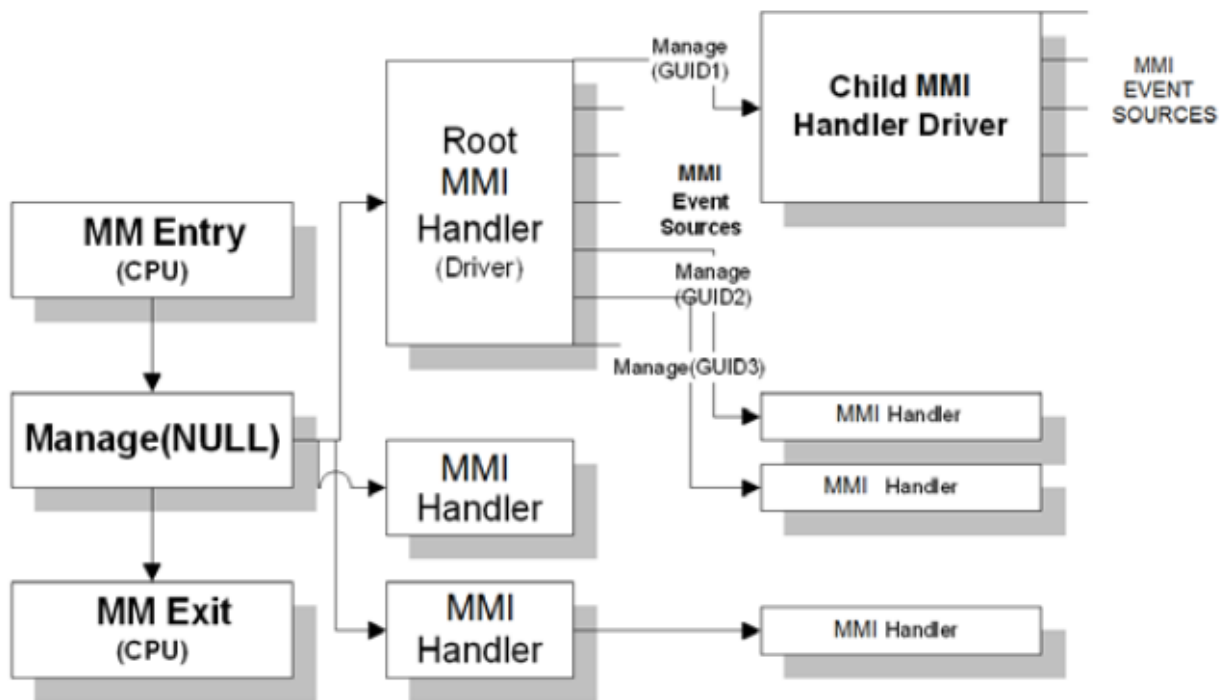 MM Entry
(CPU)
Manage(NULL)
MM Exit
(CPU)
Root
MMI
Handler
(Driver)
MMI
Handler
MMI
Handler
Manage
(GUID1)
MMI
Event
Sources
Manage
(GUID2)
Manage(GUID3)
Child MMI
Handler Driver
MMI
EVENT
SOURCES
MMI Handler
MMI Handler
MMI Handler